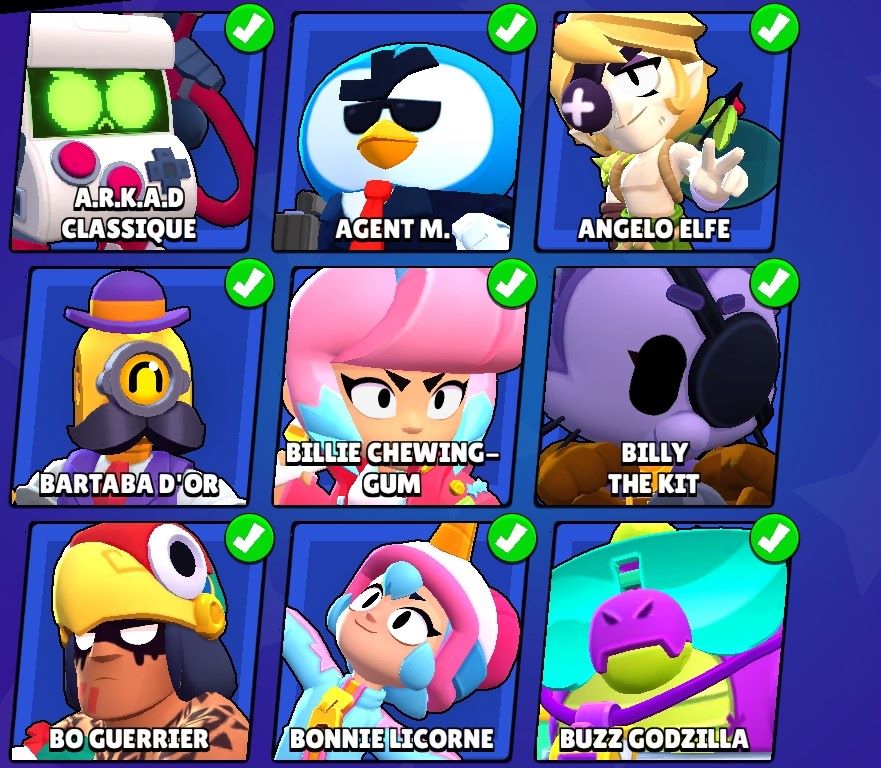 A.R.K.A.D
CLASSIQUE
AGENT M.
ANGELO ELFE
BARTABA D'OR
BILLIE CHEWING-
GUM
BILLY
THE KIT
BO GUERRIER
BONNIE LICORNE
BUZZ GODZILLA